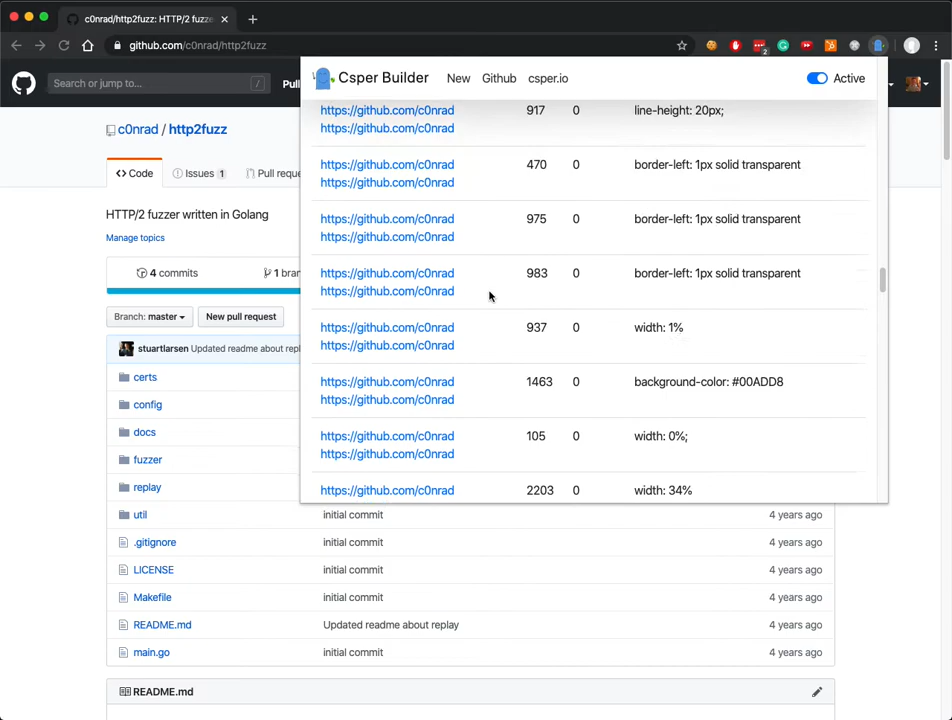 c0nrad/http2fuzz: HTTP/2 fuzze
github.com/c0nrad/http2fuzz
2
Search or jump to...
/
Pull
Csper Builder
New
Github
csper.io
Active
c0nrad / http2fuzz
Code
Issues 1
Pull reque
HTTP/2 fuzzer written in Golang
Manage topics
4 commits
1 bran
Branch: master
New pull request
stuartlarsen Updated readme about repl
https://github.com/c0nrad 917 0 line-height: 20px;
https://github.com/c0nrad
https://github.com/c0nrad 470 0 border-left: 1px solid transparent
https://github.com/c0nrad
https://github.com/c0nrad 975 0 border-left: 1px solid transparent
https://github.com/c0nrad
https://github.com/c0nrad 983 0 border-left: 1px solid transparent
https://github.com/c0nrad
https://github.com/c0nrad 937 0 width: 1%
https://github.com/c0nrad
https://github.com/c0nrad 1463 0 background-color: #00ADD8
https://github.com/c0nrad
https://github.com/c0nrad 105 0 width: 0%;
https://github.com/c0nrad
https://github.com/c0nrad 2203 0 width: 34%
certs
config
docs
fuzzer
replay
util initial commit 4 years ago
.gitignore initial commit 4 years ago
LICENSE initial commit 4 years ago
Makefile initial commit 4 years ago
README.md Updated readme about replay 4 years ago
main.go initial commit 4 years ago
README.md